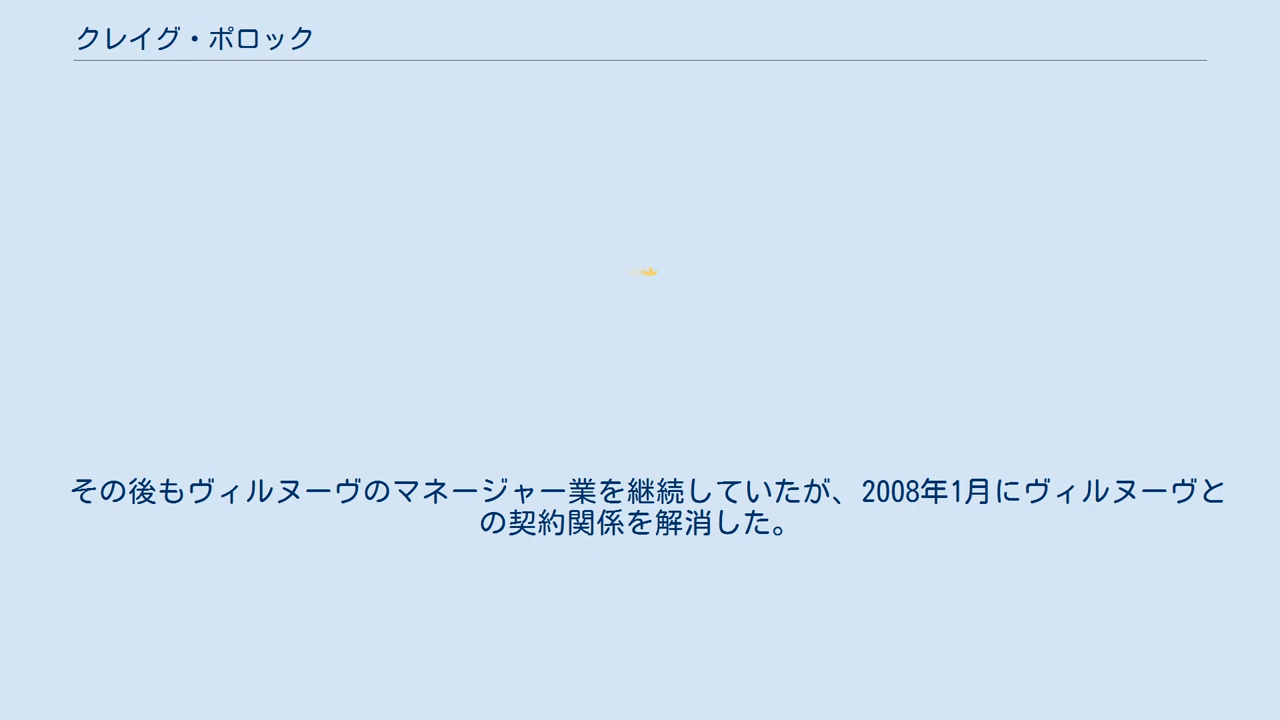 クレイグ・ポロック
その後もヴィルヌーヴのマネージャー業を継続していたが、2008年1月にヴィルヌーヴと
の契約関係を解消した。